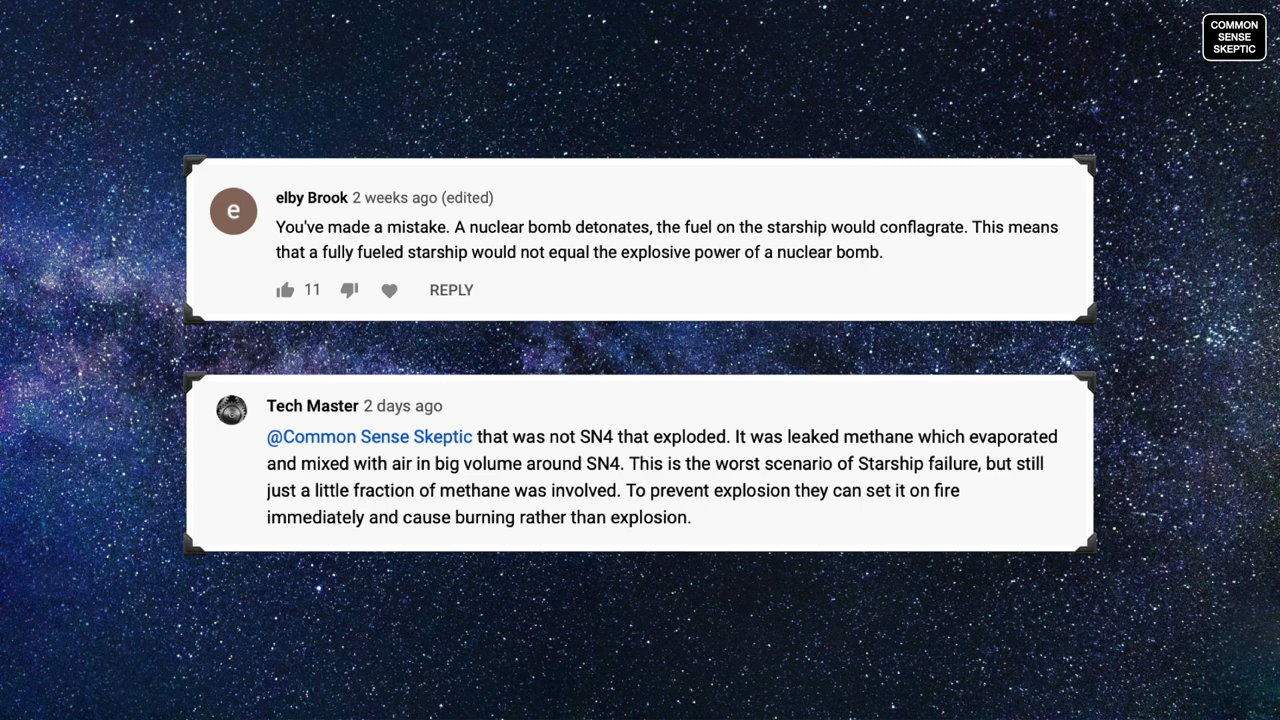 COMMON
SENSE
SKEPTIC
e
elby Brook 2 weeks ago (edited)
You've made a mistake. A nuclear bomb detonates, the fuel on the starship would conflagrate. This means
that a fully fueled starship would not equal the explosive power of a nuclear bomb.
11 REPLY
Tech Master 2 days ago
@Common Sense Skeptic that was not SN4 that exploded. It was leaked methane which evaporated
and mixed with air in big volume around SN4. This is the worst scenario of Starship failure, but still
just a little fraction of methane was involved. To prevent explosion they can set it on fire
immediately and cause burning rather than explosion.